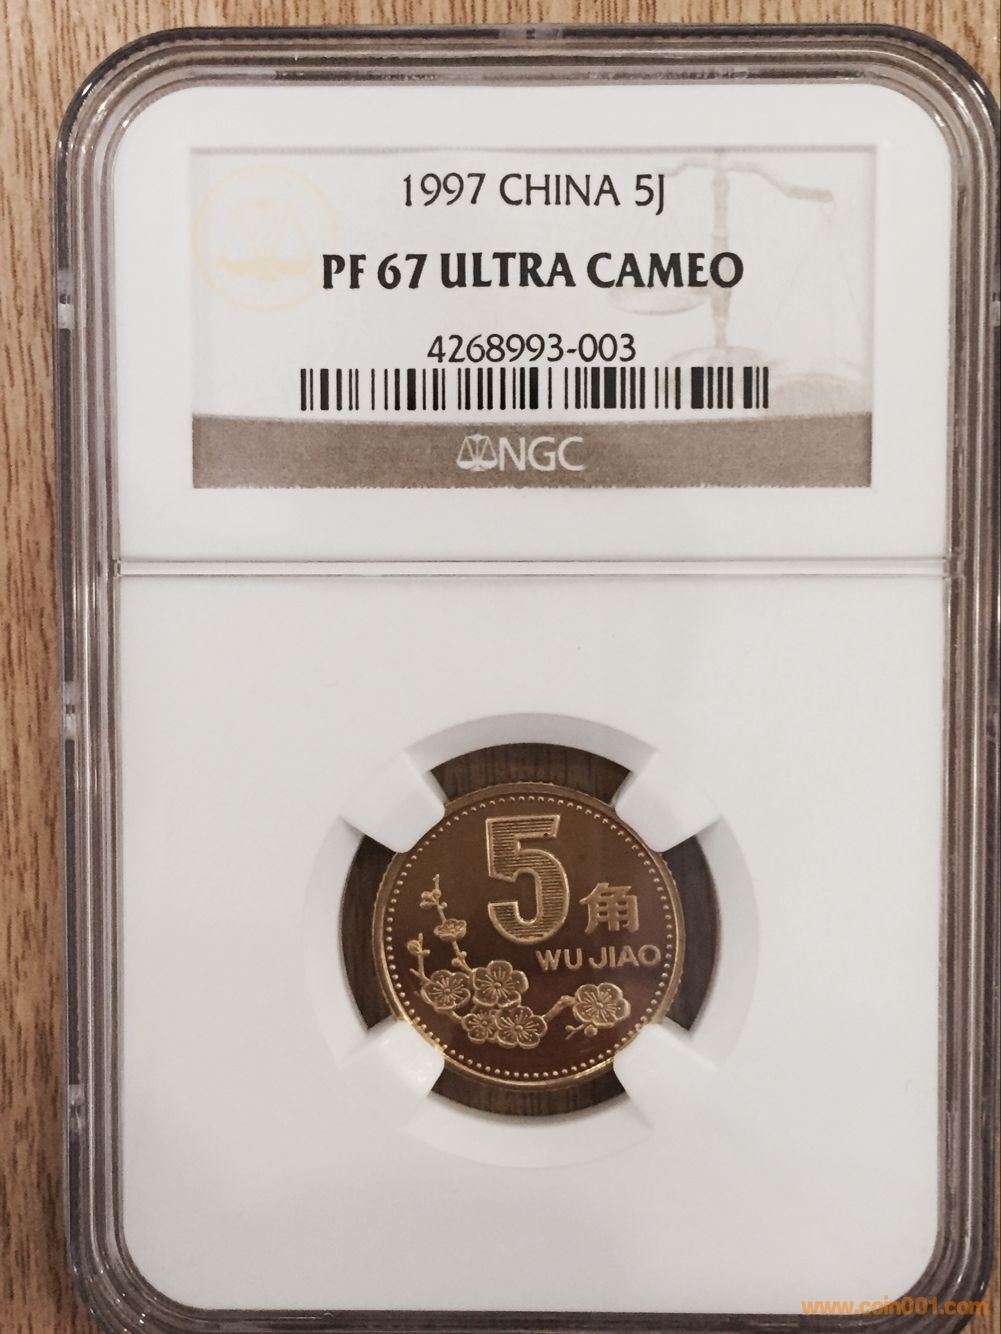 1997 CHINA 5J
PF 67 ULTRA CAMEO
4268993-003
NGC
5角
WU JIAO
www.coin001.com